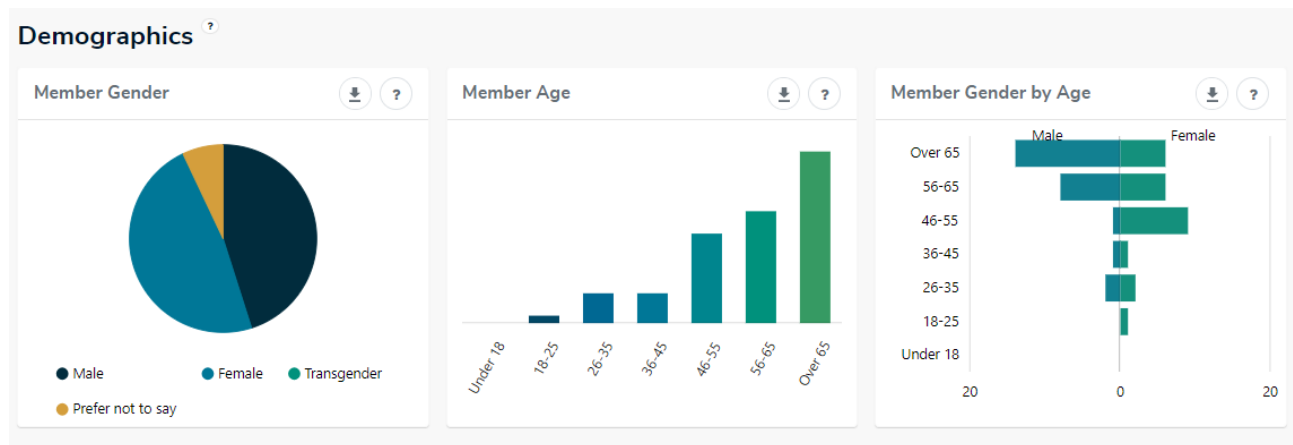 Demographics ?
Member Gender ?
Male
Female
Transgender
Prefer not to say
Member Age ?
Under 18
18-25
26-35
36-45
46-55
56-65
Over 65
Member Gender by Age ?
Male Female
Over 65
56-65
46-55
36-45
26-35
18-25
Under 18
20 0 20